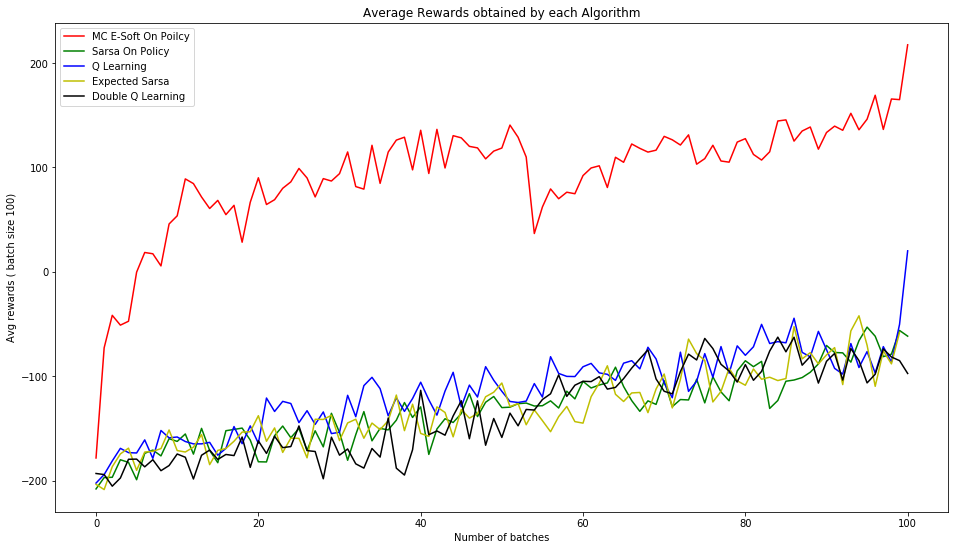 Average Rewards obtained by each Algorithm
MC E-Soft On Poilcy
Sarsa On Policy
Q Learning
Expected Sarsa
Double Q Learning
Avg rewards ( batch size 100)
200
100
0
−100
−200
0 20 40 60 80 100
Number of batches